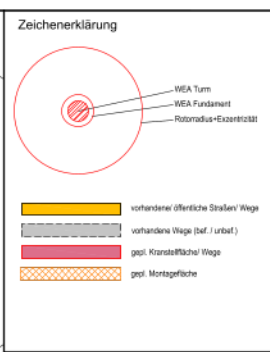 Zeichenerklärung
WEA Turm
WEA Fundament
Rotorradius+Exzentrizität
vorhandene/ öffentliche Straßen/ Wege
vorhandene Wege (bef. / unbef.)
gepl. Kranstellfläche/ Wege
gepl. Montagefläche